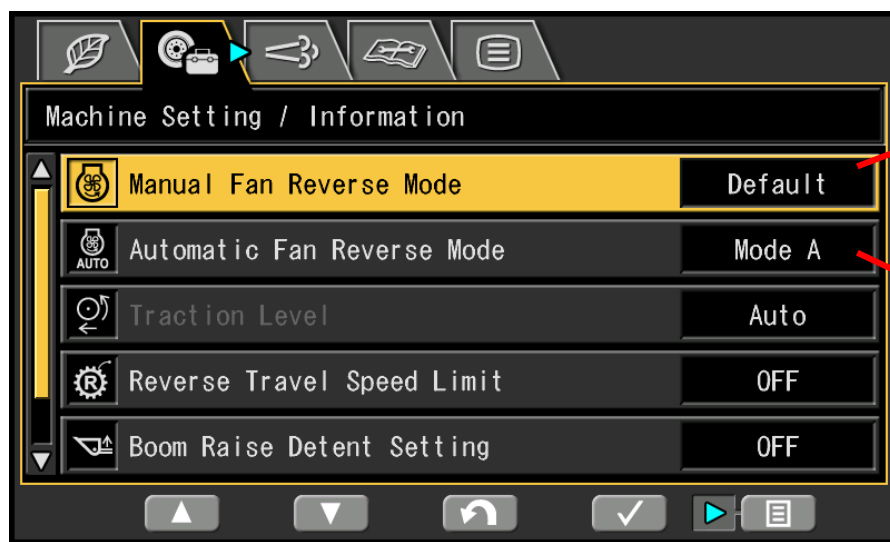 Machine Setting / Information
Manual Fan Reverse Mode Default
AUTO Automatic Fan Reverse Mode Mode A
Traction Level Auto
R Reverse Travel Speed Limit OFF
Boom Raise Detent Setting OFF